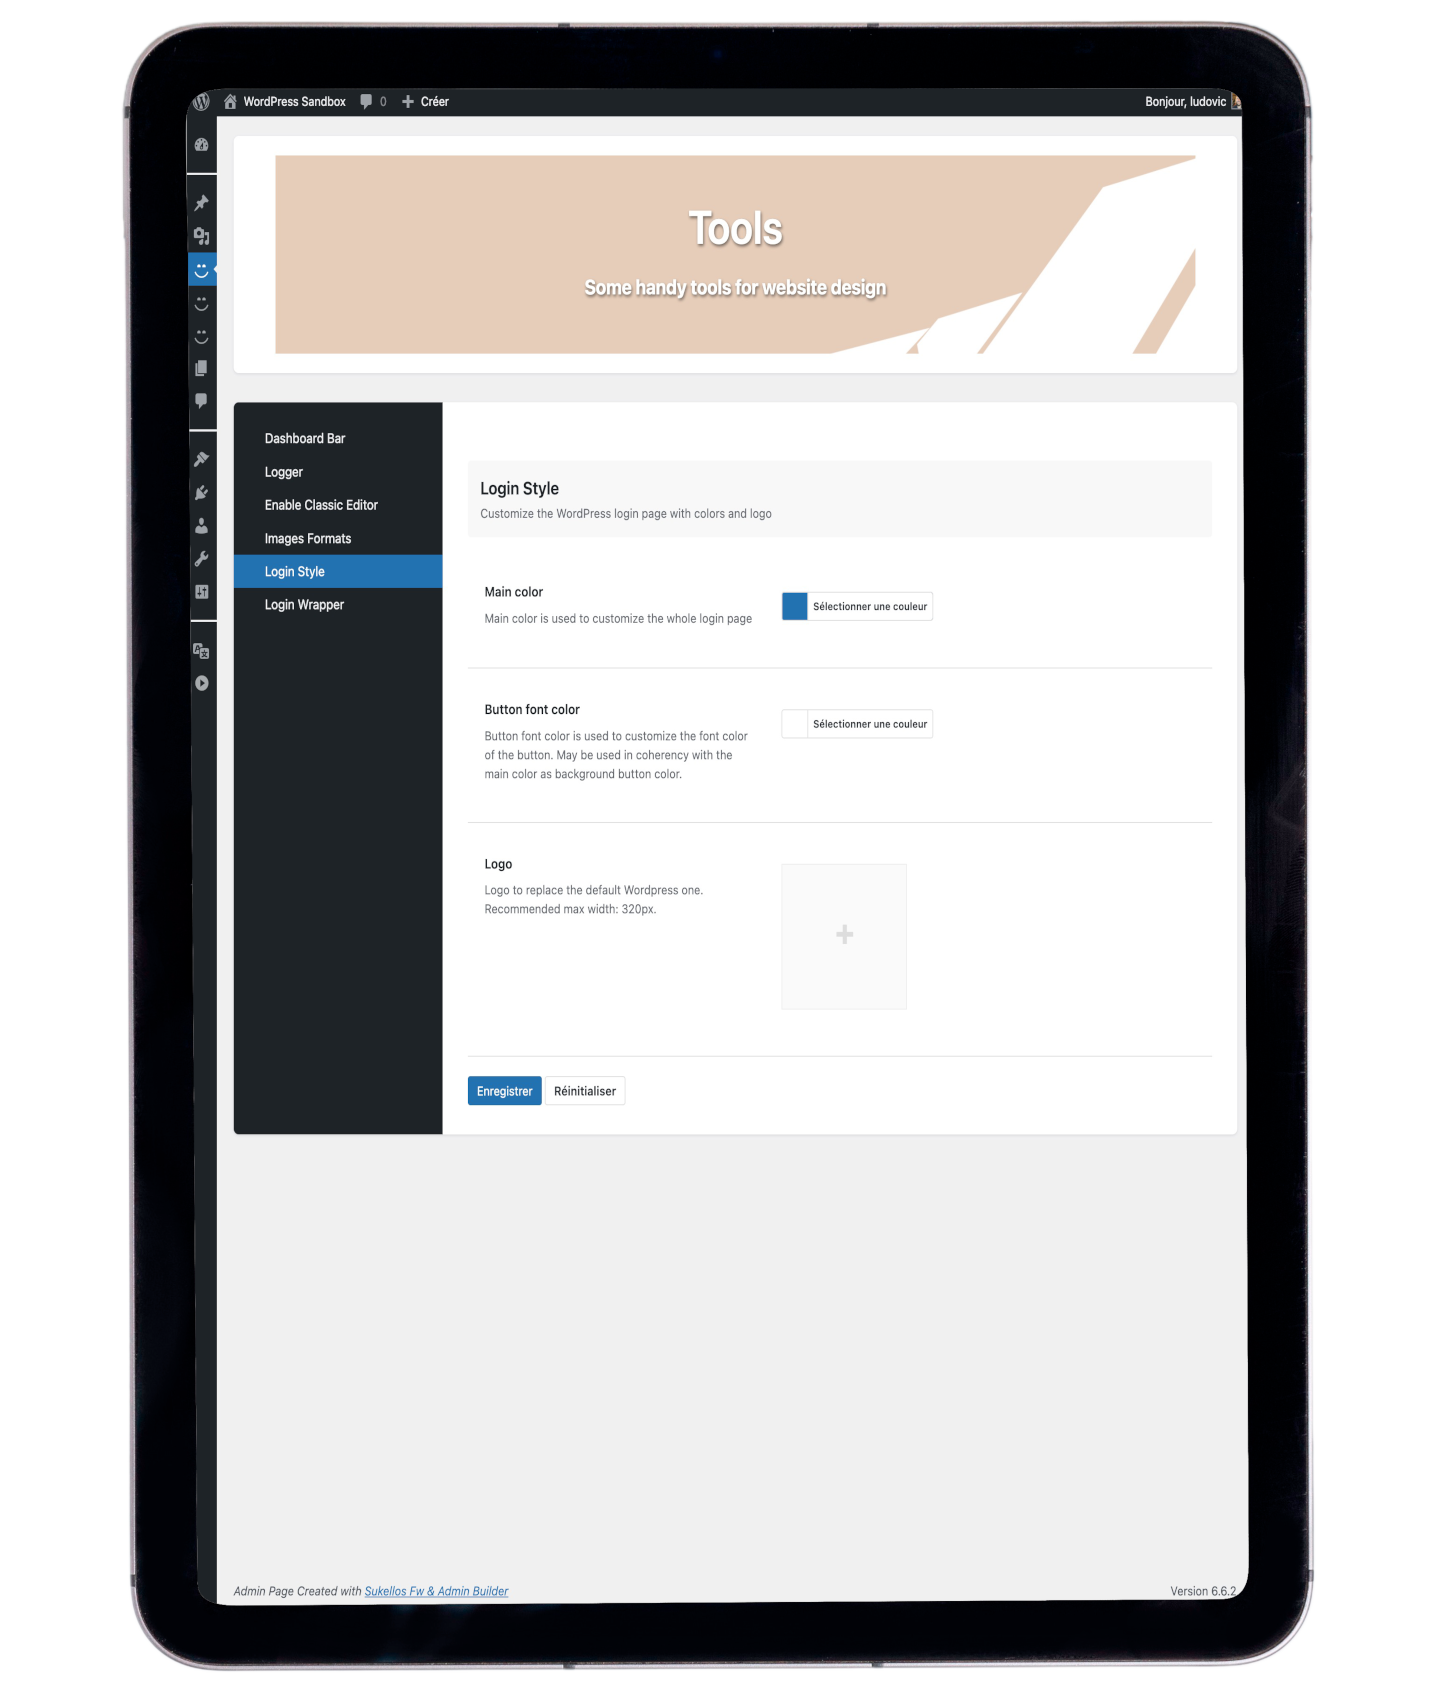 WordPress Sandbox 0 Créer Bonjour, ludovic
Tools
Some handy tools for website design
Dashboard Bar
Logger
Enable Classic Editor
Images Formats
Login Style
Login Wrapper
Login Style
Customize the WordPress login page with colors and logo
Main color
Main color is used to customize the whole login page
Sélectionner une couleur
Button font color
Button font color is used to customize the font color
of the button. May be used in coherency with the
main color as background button color.
Sélectionner une couleur
Logo
Logo to replace the default Wordpress one.
Recommended max width: 320px.
Enregistrer Réinitialiser
Admin Page Created with Sukellos Fw & Admin Builder Version 6.6.2